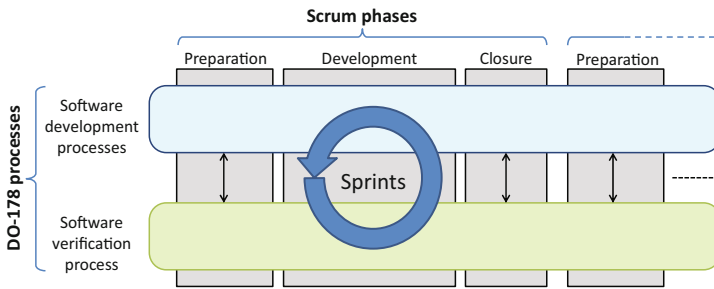 Scrum phases
Preparation
Development
Closure
Preparation
DO-178 processes
Software
development
processes
Sprints
Software
verification
process